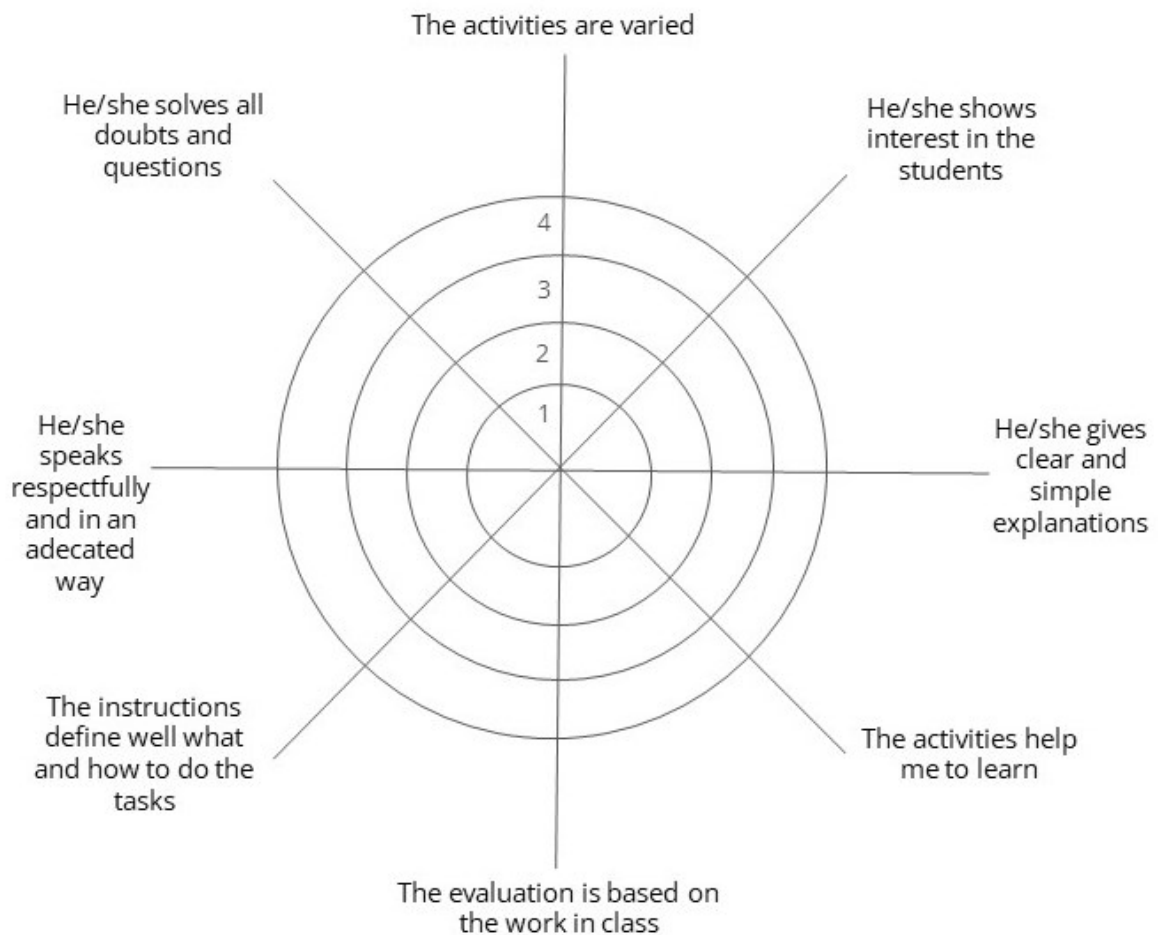 The activities are varied
He/she solves all
doubts and
questions
He/she shows
interest in the
students
4
3
2
1
He/she
speaks
respectfully
and in an
adecated
way
He/she gives
clear and
simple
explanations
The instructions
define well what
and how to do the
tasks
The activities help
me to learn
The evaluation is based on
the work in class